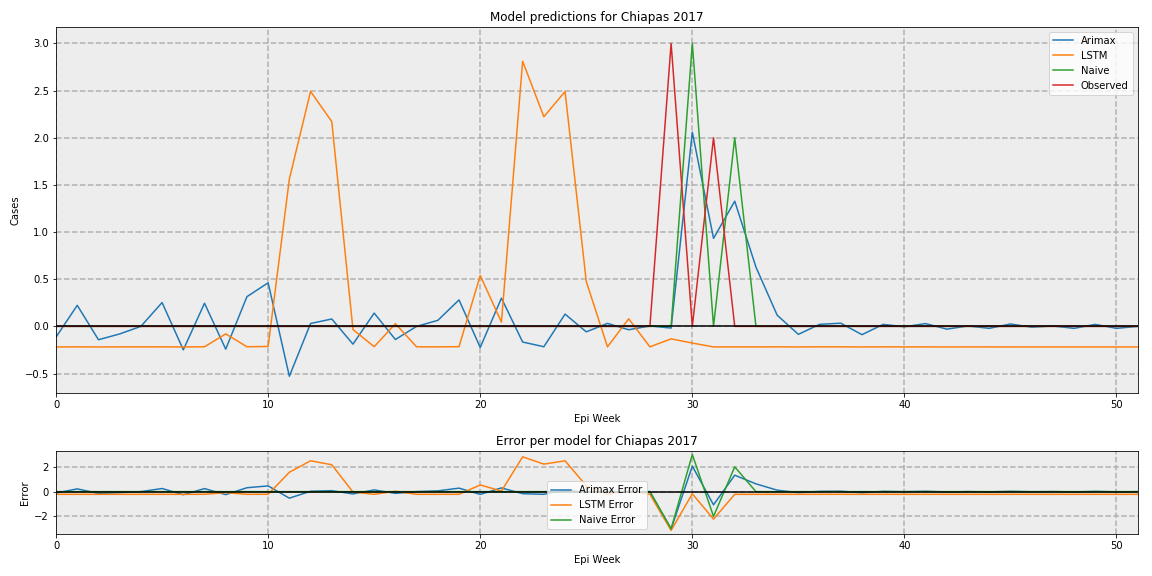 Model predictions for Chiapas 2017
3.0
2.5
2.0
1.5
1.0
0.5
0.0
−0.5
Cases
Arimax
LSTM
Naive
Observed
0 10 20 30 40 50
Epi Week
Error per model for Chiapas 2017
2
0
−2
Error
Arimax Error
LSTM Error
Naive Error
0 10 20 30 40 50
Epi Week